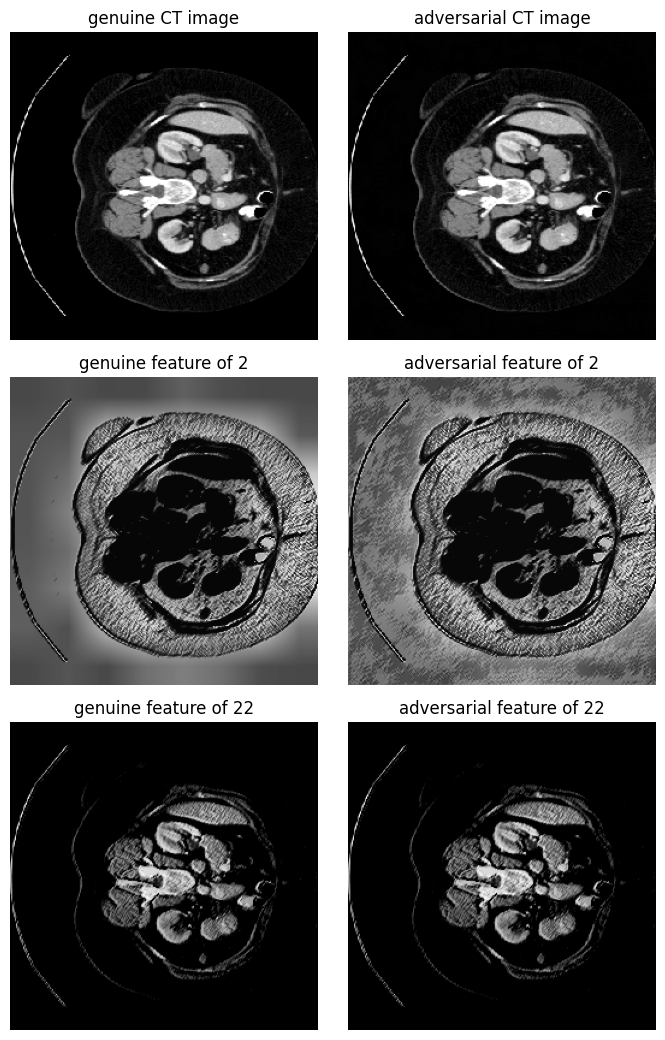 genuine CT image
adversarial CT image
genuine feature of 2
adversarial feature of 2
genuine feature of 22
adversarial feature of 22